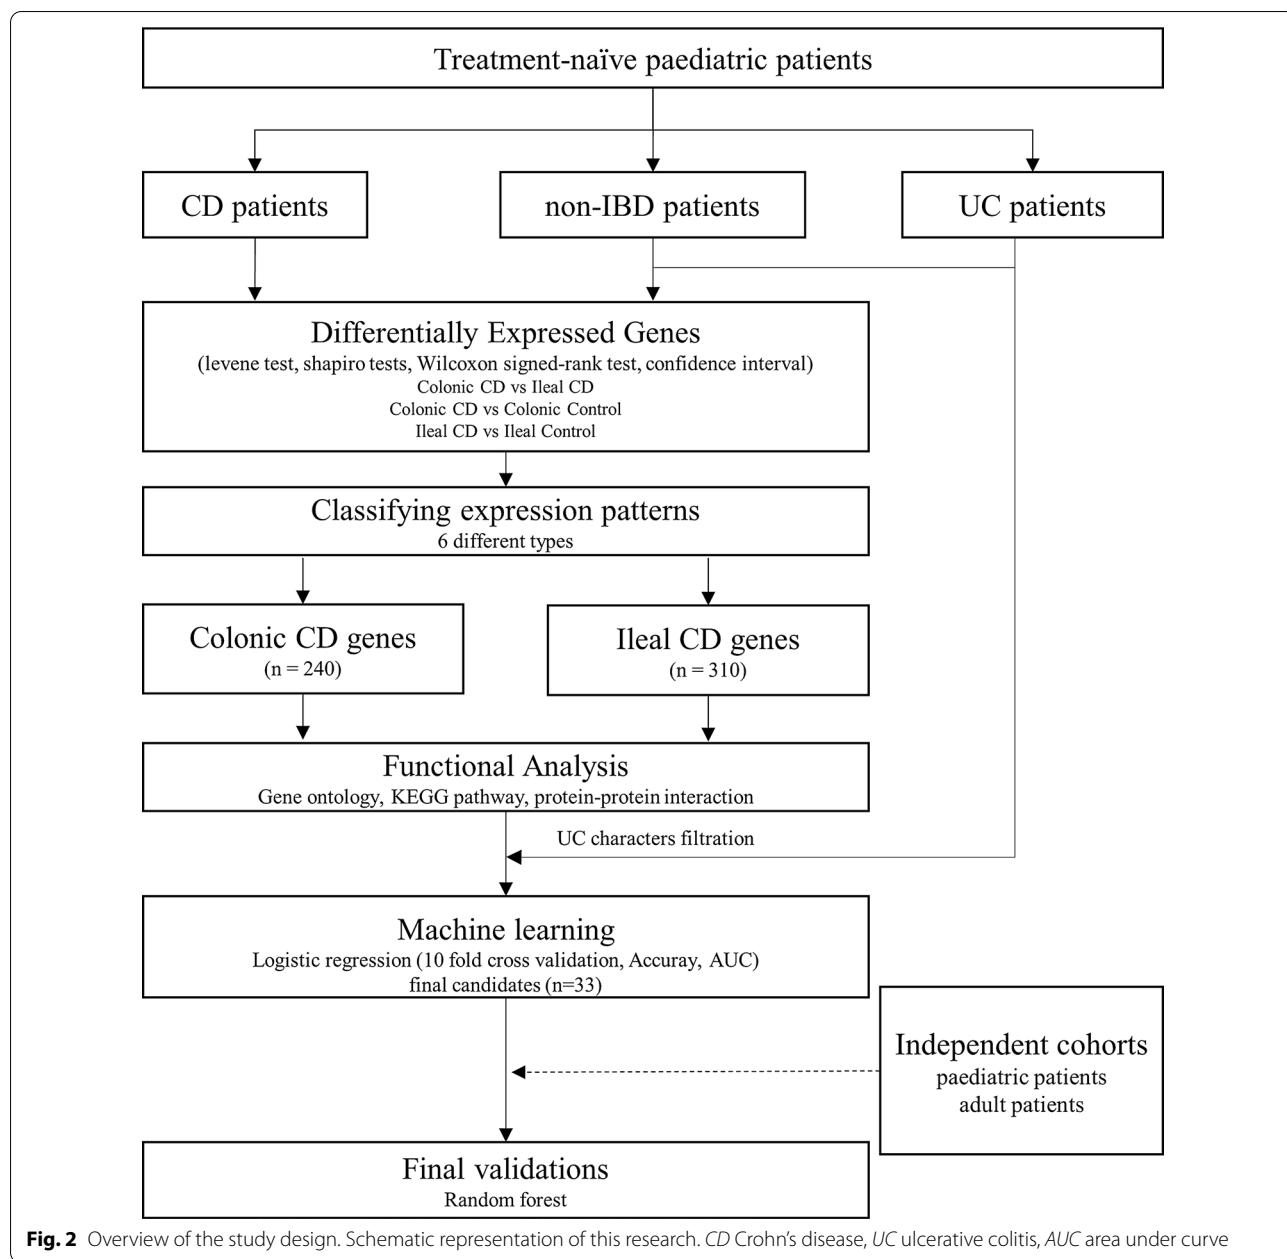 Treatment-naïve paediatric patients
CD patients
non-IBD patients
UC patients
Differentially Expressed Genes
(levene test, shapiro tests, Wilcoxon signed-rank test, confidence interval)
Colonic CD vs Ileal CD
Colonic CD vs Colonic Control
Ileal CD vs Ileal Control
Classifying expression patterns
6 different types
Colonic CD genes
(n = 240)
Ileal CD genes
(n = 310)
Functional Analysis
Gene ontology, KEGG pathway, protein-protein interaction
UC characters filtration
Machine learning
Logistic regression (10 fold cross validation, Accuray, AUC)
final candidates (n=33)
Independent cohorts
paediatric patients
adult patients
Final validations
Random forest
Fig. 2 Overview of the study design. Schematic representation of this research. CD Crohn’s disease, UC ulcerative colitis, AUC area under curve